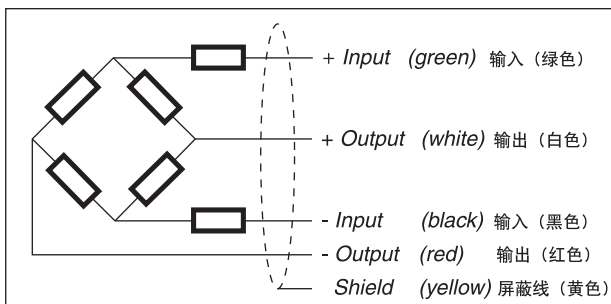 + Input (green) 输入（绿色）
+ Output (white) 输出（白色）
- Input (black) 输入（黑色）
- Output (red) 输出（红色）
Shield (yellow) 屏蔽线（黄色）